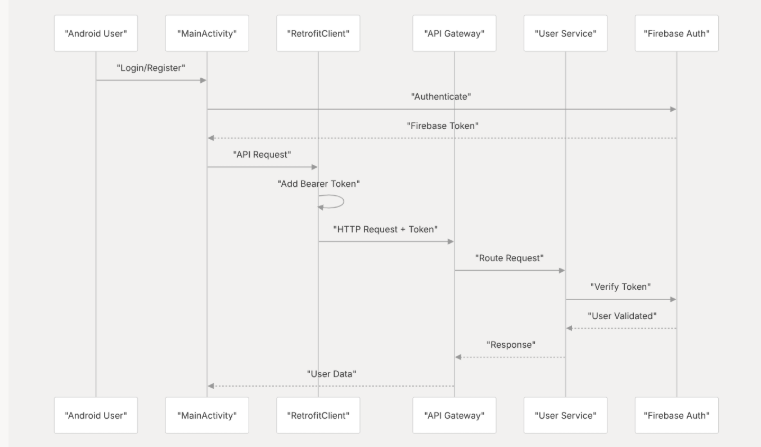 "Android User" "MainActivity" "RetrofitClient" "API Gateway" "User Service" "Firebase Auth"
"Login/Register"
"Authenticate"
"Firebase Token"
"API Request"
"Add Bearer Token"
"HTTP Request + Token"
"Route Request"
"Verify Token"
"User Validated"
"Response"
"User Data"
"Android User" "MainActivity" "RetrofitClient" "API Gateway" "User Service" "Firebase Auth"